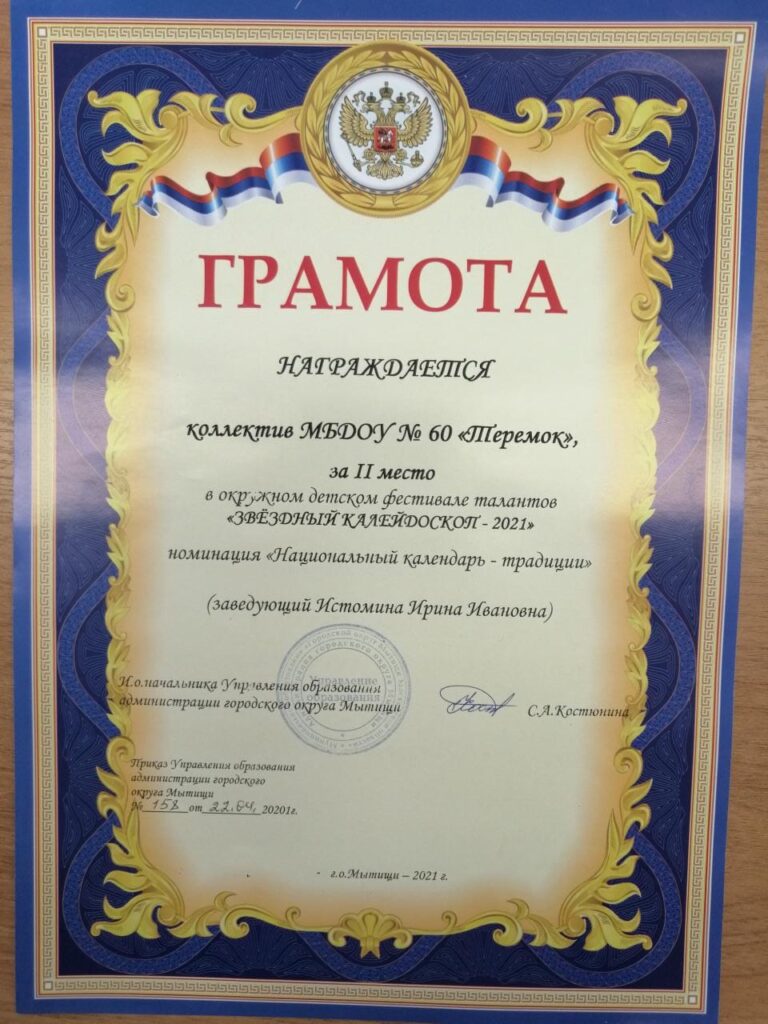 ГРАМОТА
НАГРАЖДАЕТСЯ
коллектив МБДОУ № 60 «Теремок»,
за II место
в окружном детском фестивале талантов
«ЗВЁЗДНЫЙ КАЛЕЙДОСКОП - 2021»
номинация «Национальный календарь - традиции»
(заведующий Истомина Ирина Ивановна)
Управление
образования
И.о.начальника Управления образования
администрации городского округа Мытищи
С.А.Костюнина
Приказ Управления образования
администрации городского
округа Мытищи
№ 158 от 22.04. 20201г.
г.о.Мытищи – 2021 г.